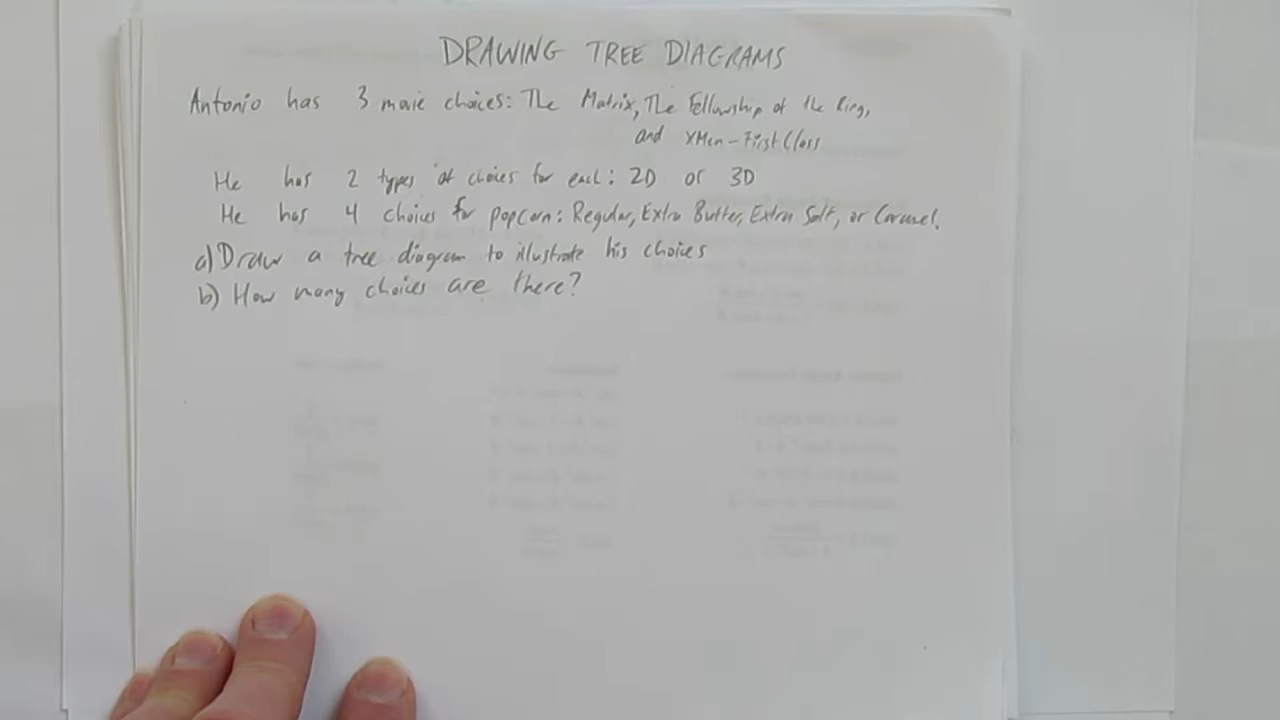 DRAWING TREE DIAGRAMS
Antonio has 3 movie choices: The Matrix, The Fellowship of the Ring,
and XMen-First Class
He has 2 types of choices for each: 2D or 3D
He has 4 choices for popcorn: Regular, Extra Butter, Extra Salt, or Caramel.
a) Draw a tree diagram to illustrate his choices
b) How many choices are there?